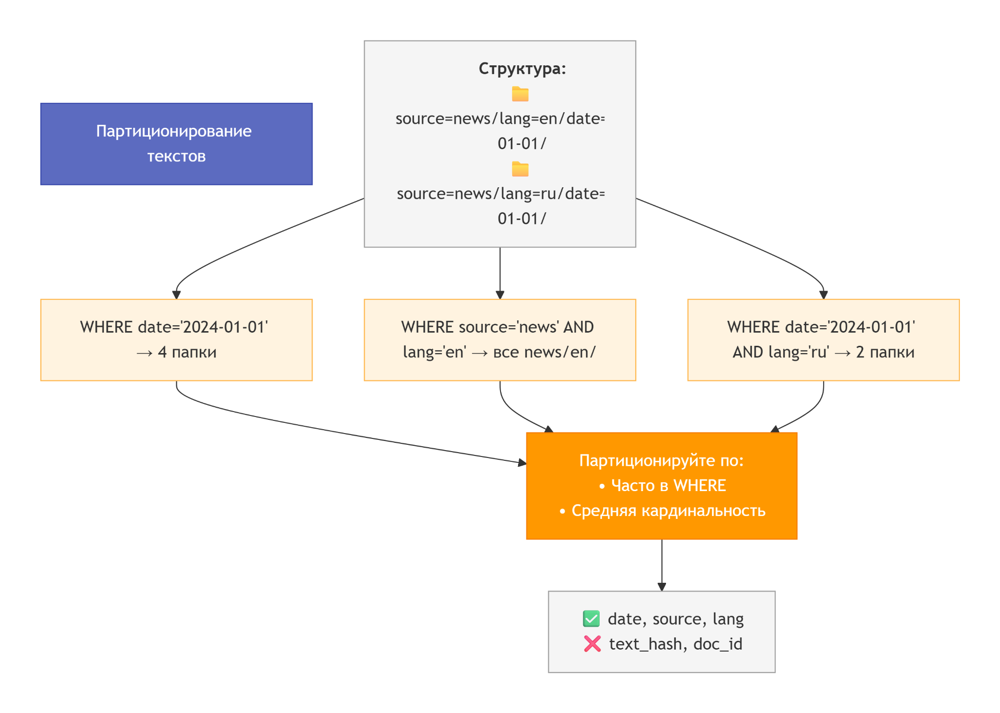 Партиционирование
текстов
Структура:
source=news/lang=en/date=
01-01/
source=news/lang=ru/date=
01-01/
WHERE date='2024-01-01'
→ 4 папки
WHERE source='news' AND
lang='en' → все news/en/
WHERE date='2024-01-01'
AND lang='ru' → 2 папки
Партиционируйте по:
• Часто в WHERE
• Средняя кардинальность
✅ date, source, lang
❌ text_hash, doc_id